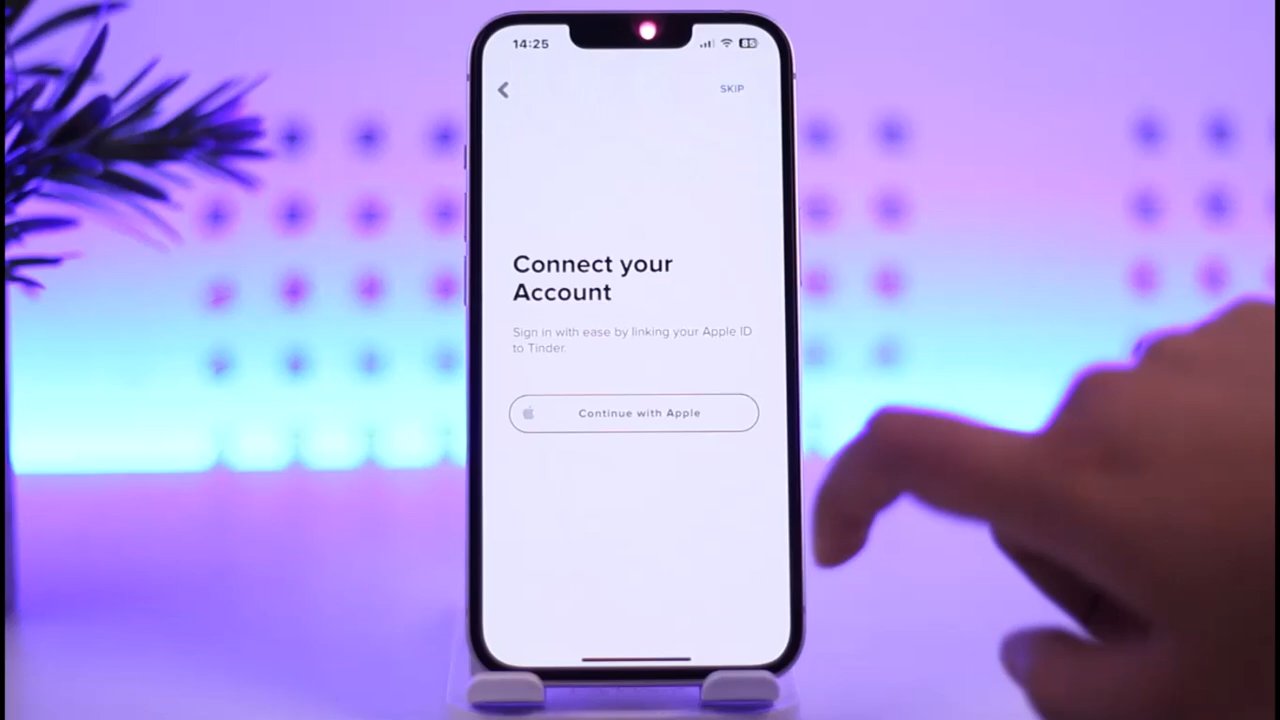 14:25
85
SKIP
Connect your
Account
Sign in with ease by linking your Apple ID
to Tinder.
Continue with Apple